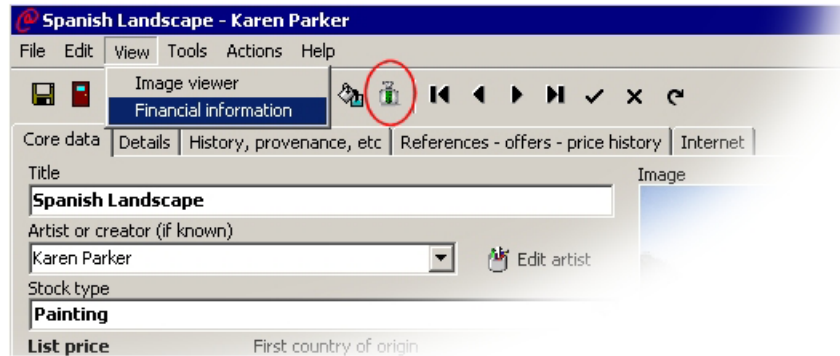 Spanish Landscape - Karen Parker
File Edit View Tools Actions Help
Image viewer
Financial information
Core data Details History, provenance, etc References - offers - price history Internet
Title Image
Spanish Landscape
Artist or creator (if known)
Karen Parker Edit artist
Stock type
Painting
List price First country of origin